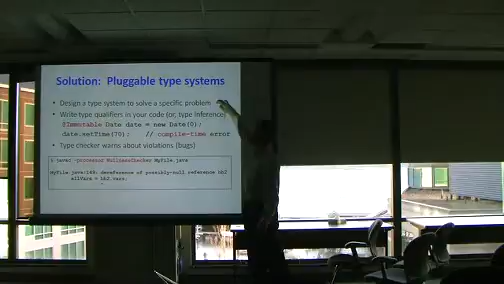 Solution: Pluggable type systems
• Design a type system to solve a specific problem
• Write type qualifiers in your code (or, type inference)
@Immutable Date date = new Date(0);
date.setTime(70); // compile-time error
• Type checker warns about violations (bugs)
% javac -processor NullnessChecker MyFile.java
MyFile.java:149: dereference of possibly-null reference bb2
allVars = bb2.vars;